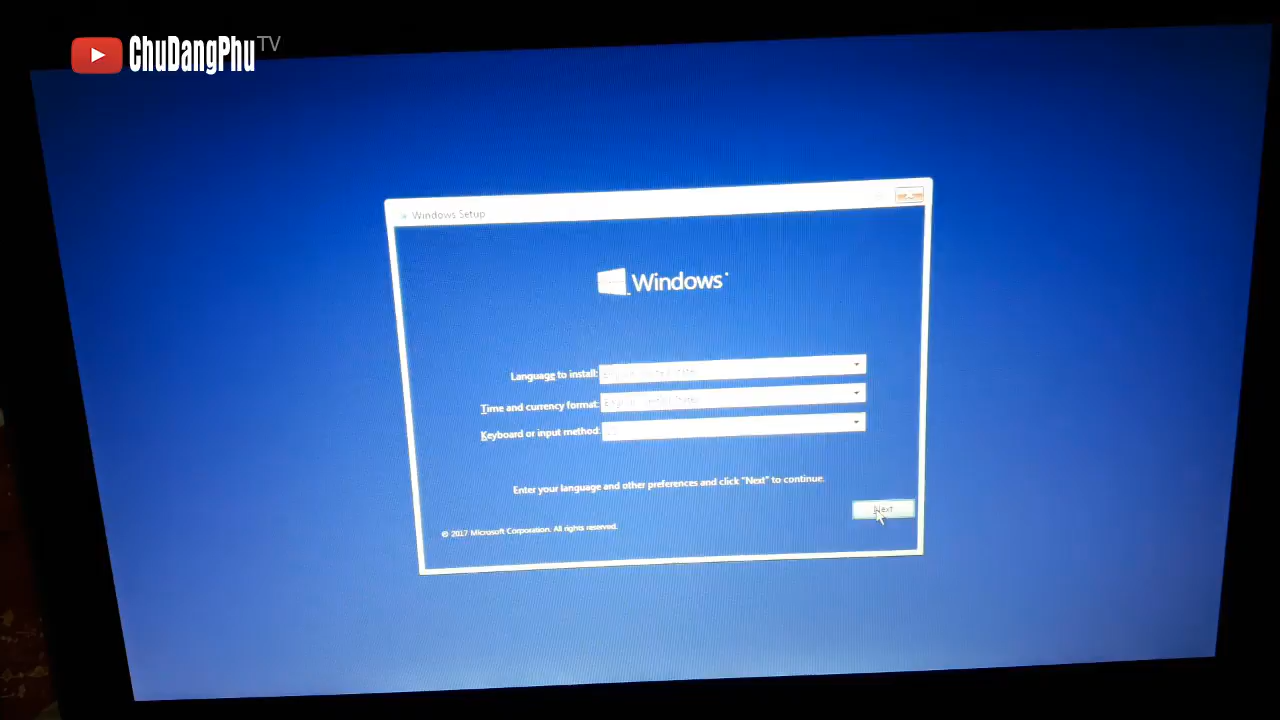 ChuDangPhu TV
Windows Setup
Windows
Language to install:
Time and currency format:
Keyboard or input method:
Enter your language and other preferences and click "Next" to continue.
Next
© 2017 Microsoft Corporation. All rights reserved.